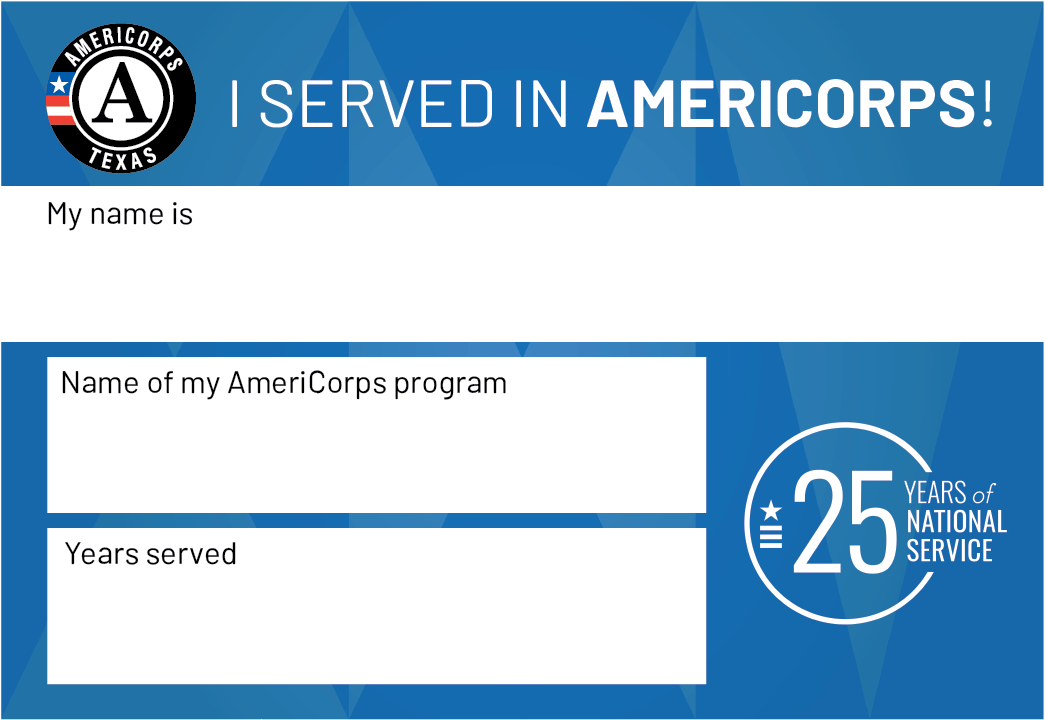 AMERICORPS
A
TEXAS
I SERVED IN AMERICORPS!
My name is
Name of my AmeriCorps program
Years served
25
YEARS of
NATIONAL
SERVICE